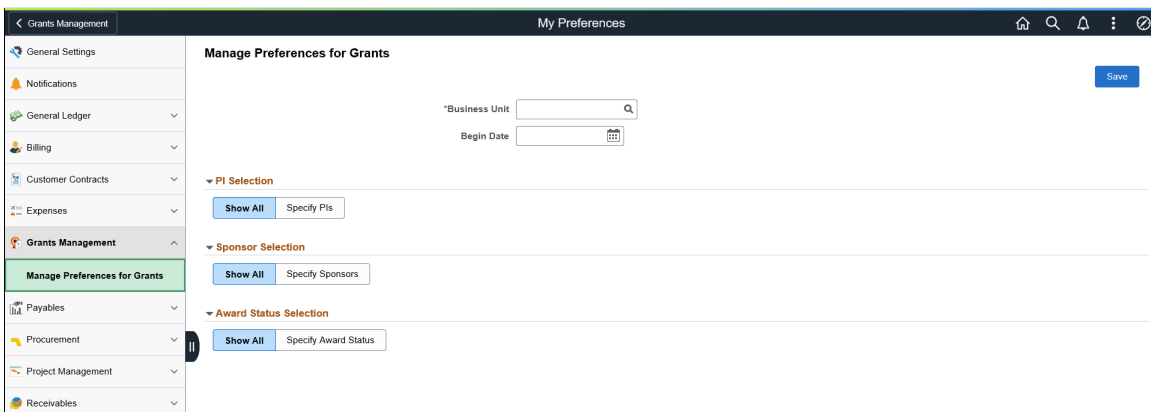 Grants Management
My Preferences
General Settings
Notifications
General Ledger
Billing
Customer Contracts
Expenses
Grants Management
Manage Preferences for Grants
Payables
Procurement
Project Management
Receivables
Manage Preferences for Grants
Save
*Business Unit
Begin Date
PI Selection
Show All Specify PIs
Sponsor Selection
Show All Specify Sponsors
Award Status Selection
Show All Specify Award Status